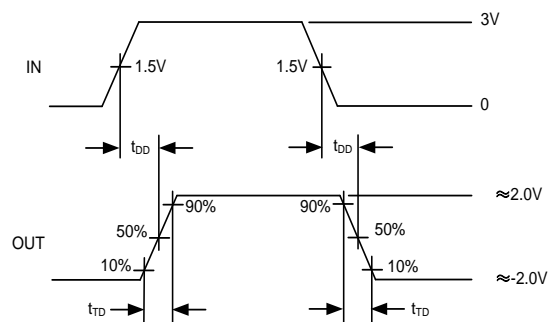 3V
IN
1.5V
1.5V
0
tDD
tDD
≈2.0V
90%
90%
OUT
50%
50%
10%
10%
≈-2.0V
tTD
tTD